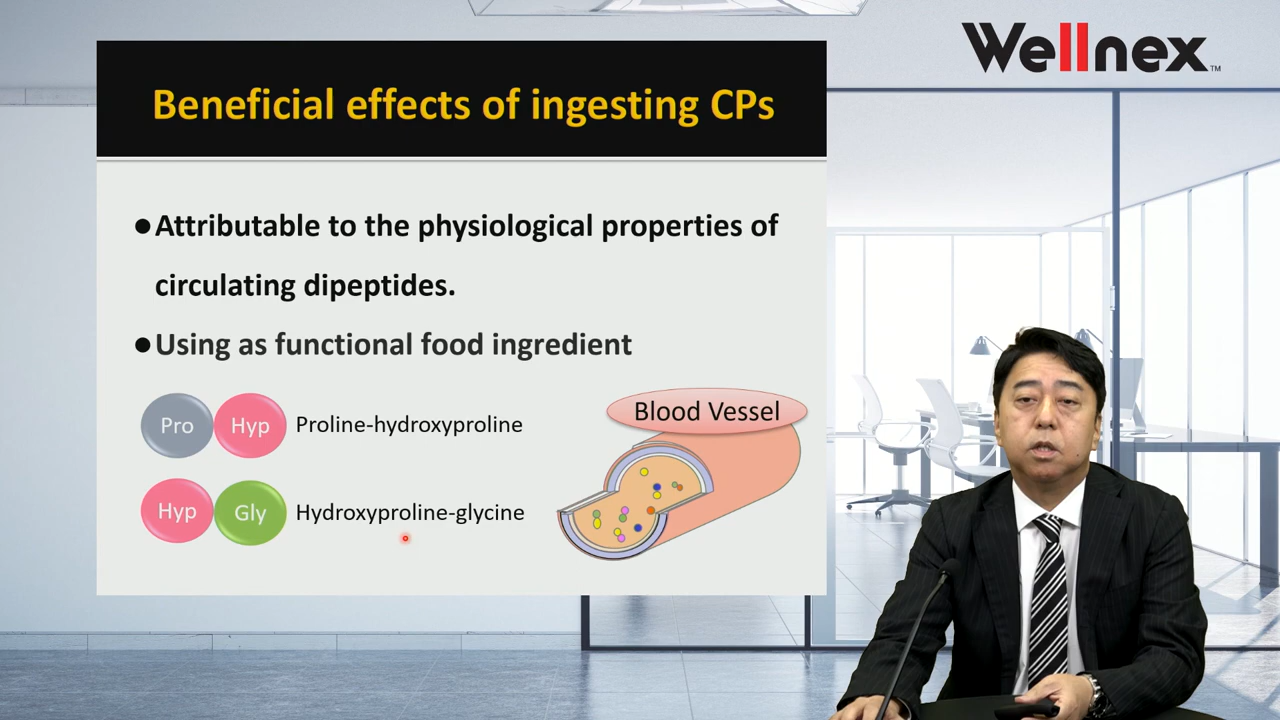 Wellnex™
Beneficial effects of ingesting CPs
●Attributable to the physiological properties of
circulating dipeptides.
●Using as functional food ingredient
Pro Hyp Proline-hydroxyproline
Blood Vessel
Hyp Gly Hydroxyproline-glycine